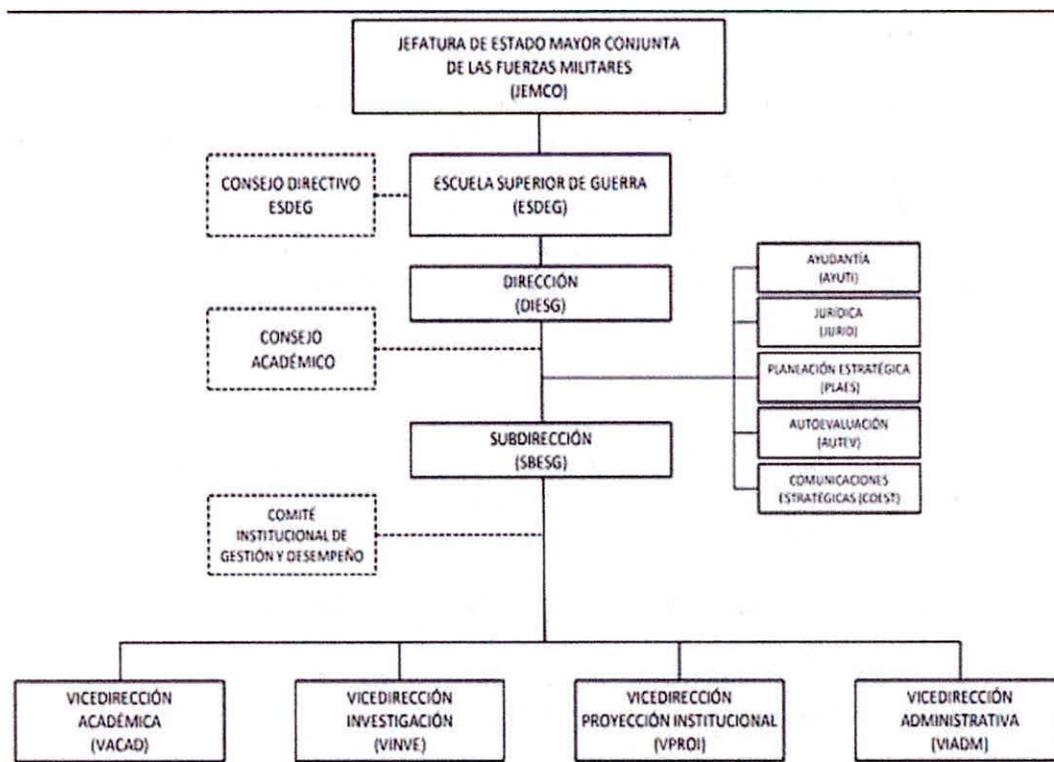 JEFATURA DE ESTADO MAYOR CONJUNTA
DE LAS FUERZAS MILITARES
(JEMCO)
CONSEJO DIRECTIVO
ESDEG
ESCUELA SUPERIOR DE GUERRA
(ESDEG)
DIRECCIÓN
(DIESG)
AYUDANTÍA
(AYUTI)
JURÍDICA
(JURID)
CONSEJO
ACADÉMICO
PLANEACIÓN ESTRATÉGICA
(PLAES)
AUTOEVALUACIÓN
(AUTEV)
SUBDIRECCIÓN
(SBESG)
COMUNICACIONES
ESTRATÉGICAS (COEST)
COMITÉ
INSTITUCIONAL DE
GESTIÓN Y DESEMPEÑO
VICEDIRECCIÓN
ACADÉMICA
(VACAD)
VICEDIRECCIÓN
INVESTIGACIÓN
(VINVE)
VICEDIRECCIÓN
PROYECCIÓN INSTITUCIONAL
(VPROI)
VICEDIRECCIÓN
ADMINISTRATIVA
(VIADM)